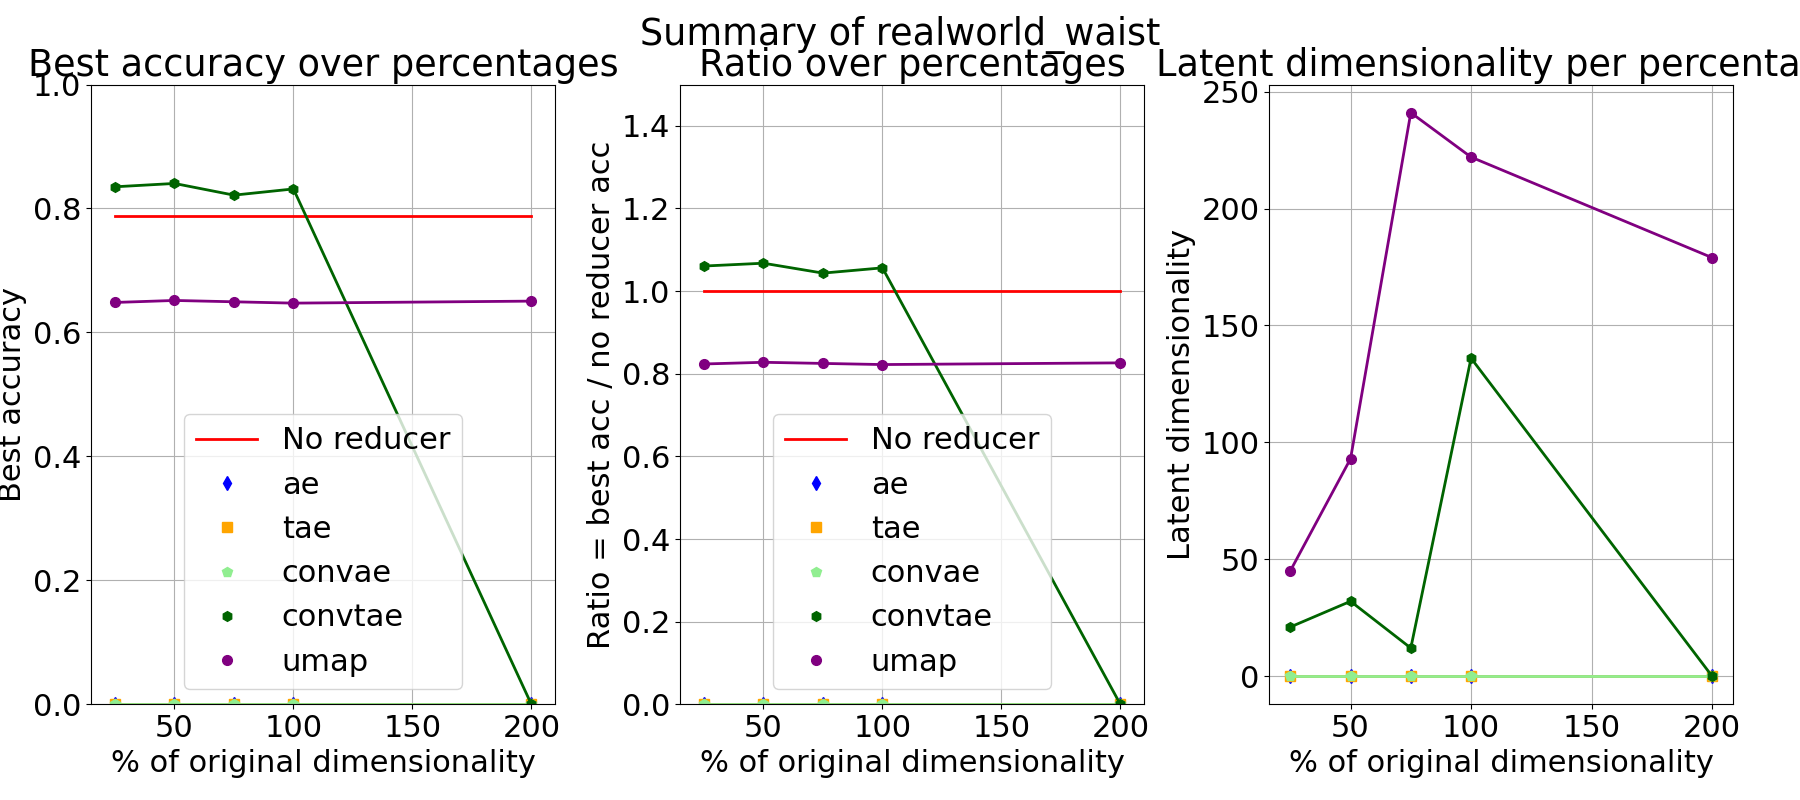 Summary of realworld_waist
Best accuracy over percentages
1.0
0.8
0.6
0.4
0.2
0.0
Best accuracy
50
100
150
200
% of original dimensionality
No reducer
ae
tae
convae
convtae
umap
Ratio over percentages
1.4
1.2
1.0
0.8
0.6
0.4
0.2
0.0
Ratio = best acc / no reducer acc
50
100
150
200
% of original dimensionality
No reducer
ae
tae
convae
convtae
umap
Latent dimensionality per percenta
250
200
150
100
50
0
Latent dimensionality
50
100
150
200
% of original dimensionality